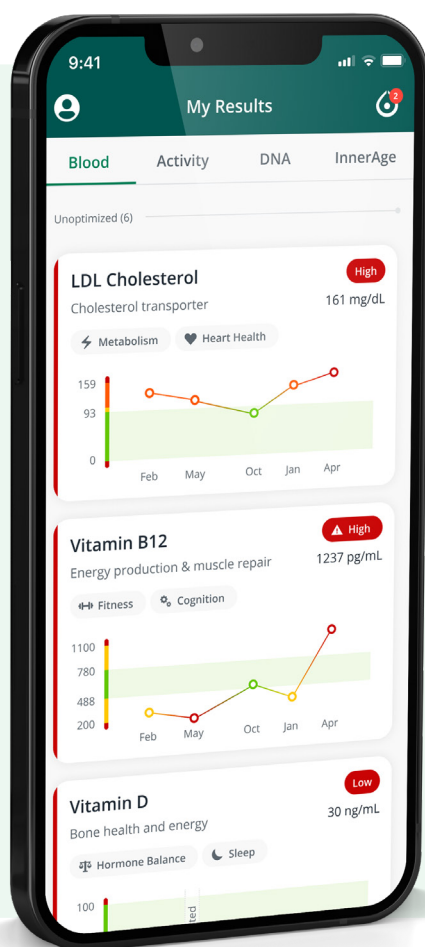 9:41
2
My Results
Blood Activity DNA InnerAge
Unoptimized (6)
LDL Cholesterol High
Cholesterol transporter 161 mg/dL
Metabolism Heart Health
159
93
0
Feb May Oct Jan Apr
Vitamin B12 High
Energy production & muscle repair 1237 pg/mL
Fitness Cognition
1100
780
488
200
Feb May Oct Jan Apr
Vitamin D Low
Bone health and energy 30 ng/mL
Hormone Balance Sleep
100